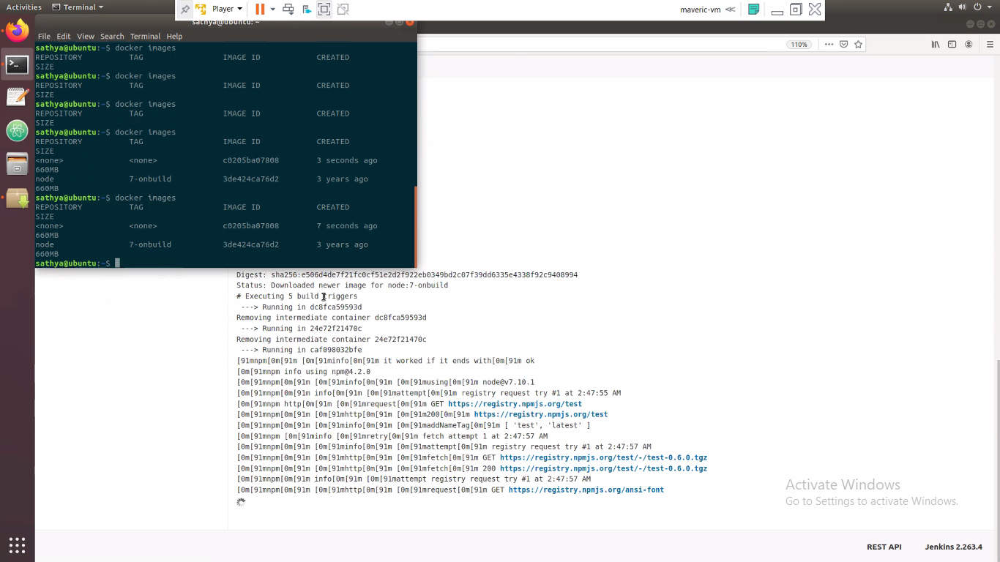 Activities Terminal ▾
Player ▾
maveric-vm
sathya@ubuntu: ~
File Edit View Search Terminal Help
110%
sathya@ubuntu:~$ docker images
REPOSITORY TAG IMAGE ID CREATED
SIZE
sathya@ubuntu:~$ docker images
REPOSITORY TAG IMAGE ID CREATED
SIZE
sathya@ubuntu:~$ docker images
REPOSITORY TAG IMAGE ID CREATED
SIZE
sathya@ubuntu:~$ docker images
REPOSITORY TAG IMAGE ID CREATED
SIZE
<none> <none> c0205ba07808 3 seconds ago
660MB
node 7-onbuild 3de424ca76d2 3 years ago
660MB
sathya@ubuntu:~$ docker images
REPOSITORY TAG IMAGE ID CREATED
SIZE
<none> <none> c0205ba07808 7 seconds ago
660MB
node 7-onbuild 3de424ca76d2 3 years ago
660MB
sathya@ubuntu:~$
Digest: sha256:e506d4de7f21fc0cf51e2d2f922eb0349bd2c07f39dd6335e4338f92c9408994
Status: Downloaded newer image for node:7-onbuild
# Executing 5 build triggers
---> Running in dc8fca59593d
Removing intermediate container dc8fca59593d
---> Running in 24e72f21470c
Removing intermediate container 24e72f21470c
---> Running in caf098032bfe
[91mnpm[0m[91m [0m[91minfo[0m[91m it worked if it ends with[0m[91m ok
[0m[91mnpm info using npm@4.2.0
[0m[91mnpm[0m[91m [0m[91minfo[0m[91m [0m[91musing[0m[91m node@v7.10.1
[0m[91mnpm[0m[91m info[0m[91m [0m[91mattempt[0m[91m registry request try #1 at 2:47:55 AM
[0m[91mnpm http[0m[91m [0m[91mrequest[0m[91m GET https://registry.npmjs.org/test
[0m[91mnpm[0m[91m [0m[91mhttp[0m[91m [0m[91m200[0m[91m https://registry.npmjs.org/test
[0m[91mnpm[0m[91m [0m[91minfo[0m[91m [0m[91maddNameTag[0m[91m [ 'test', 'latest' ]
[0m[91mnpm [0m[91minfo [0m[91mretry[0m[91m fetch attempt 1 at 2:47:57 AM
[0m[91mnpm[0m[91m [0m[91minfo[0m[91m [0m[91mattempt[0m[91m registry request try #1 at 2:47:57 AM
[0m[91mnpm[0m[91m [0m[91mhttp[0m[91m [0m[91mfetch[0m[91m GET https://registry.npmjs.org/test/-/test-0.6.0.tgz
[0m[91mnpm[0m[91m [0m[91mhttp[0m[91m [0m[91mfetch[0m[91m 200 https://registry.npmjs.org/test/-/test-0.6.0.tgz
[0m[91mnpm[0m[91m info[0m[91m [0m[91mattempt registry request try #1 at 2:47:57 AM
[0m[91mnpm[0m[91m [0m[91mhttp[0m[91m [0m[91mrequest[0m[91m GET https://registry.npmjs.org/ansi-font
Activate Windows
Go to Settings to activate Windows.
REST API Jenkins 2.263.4